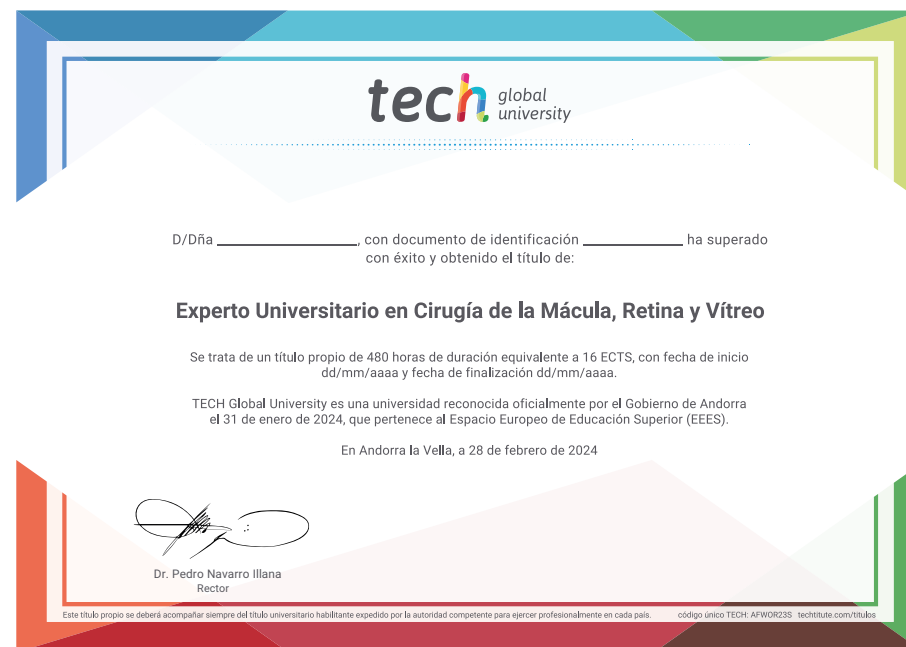 tech global university
D/Dña ____________________, con documento de identificación ______________ ha superado
con éxito y obtenido el título de:
Experto Universitario en Cirugía de la Mácula, Retina y Vítreo
Se trata de un título propio de 480 horas de duración equivalente a 16 ECTS, con fecha de inicio
dd/mm/aaaa y fecha de finalización dd/mm/aaaa.
TECH Global University es una universidad reconocida oficialmente por el Gobierno de Andorra
el 31 de enero de 2024, que pertenece al Espacio Europeo de Educación Superior (EEES).
En Andorra la Vella, a 28 de febrero de 2024
Dr. Pedro Navarro Illana
Rector
Este título propio se deberá acompañar siempre del título universitario habilitante expedido por la autoridad competente para ejercer profesionalmente en cada país. código único TECH: AFWOR23S techtitute.com/titulos